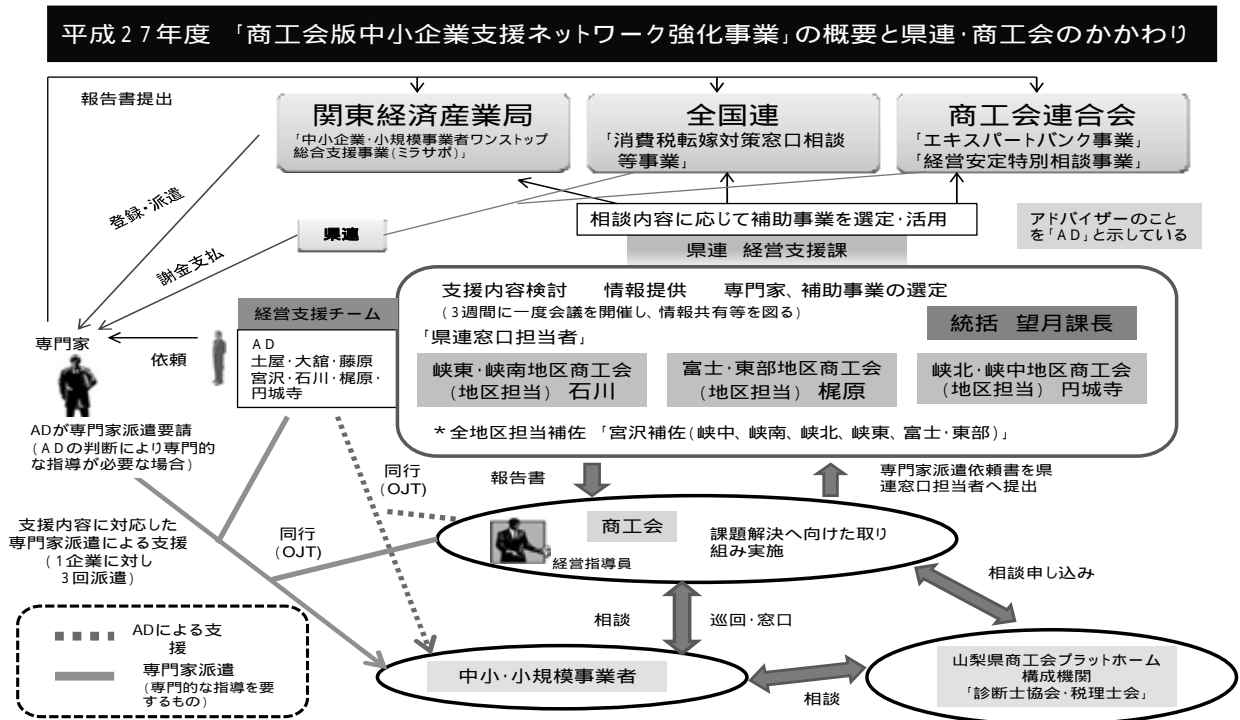 平成27年度 「商工会版中小企業支援ネットワーク強化事業」の概要と県連・商工会のかかわり
報告書提出
関東経済産業局
「中小企業・小規模事業者ワンストップ
総合支援事業(ミラサポ)」
全国連
「消費税転嫁対策窓口相談
等事業」
商工会連合会
「エキスパートバンク事業」
「経営安定特別相談事業」
登録・派遣
謝金支払
県連
相談内容に応じて補助事業を選定・活用
県連 経営支援課
アドバイザーのこと
を「AD」と示している
支援内容検討 情報提供 専門家、補助事業の選定
(3週間に一度会議を開催し、情報共有等を図る)
「県連窓口担当者」
統括 望月課長
峡東・峡南地区商工会
(地区担当) 石川
富士・東部地区商工会
(地区担当) 梶原
峡北・峡中地区商工会
(地区担当) 円城寺
*全地区担当補佐 「宮沢補佐(峡中、峡南、峡北、峡東、富士・東部)」
経営支援チーム
AD
土屋・大舘・藤原
宮沢・石川・梶原・
円城寺
専門家
依頼
ADが専門家派遣要請
(ADの判断により専門的
な指導が必要な場合)
支援内容に対応した
専門家派遣による支援
(1企業に対し
3回派遣)
同行
(OJT)
同行
(OJT)
報告書
専門家派遣依頼書を県
連窓口担当者へ提出
商工会
経営指導員
課題解決へ向けた取り
組み実施
相談
巡回・窓口
相談申し込み
ADによる支
援
専門家派遣
(専門的な指導を要
するもの)
中小・小規模事業者
相談
山梨県商工会プラットホーム
構成機関
「診断士協会・税理士会」